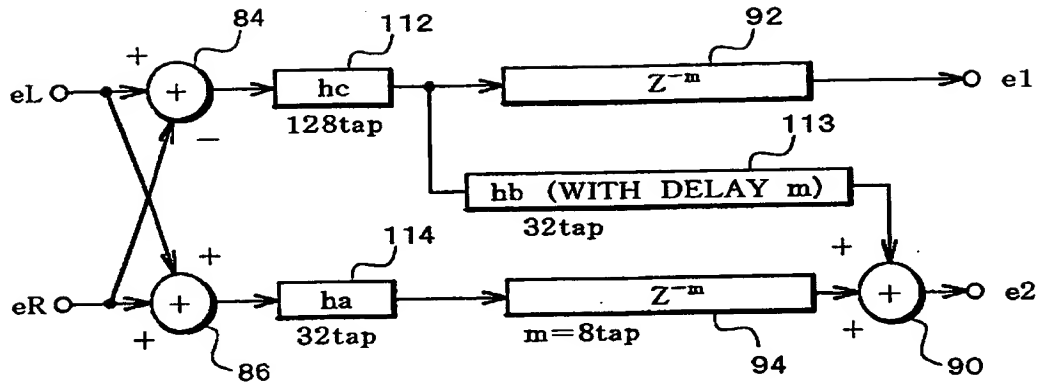 84
112
92
+
eL
+
hc
Z⁻ᵐ
e1
−
128tap
113
hb (WITH DELAY m)
32tap
+
114
+
eR
+
ha
Z⁻ᵐ
+
e2
+
32tap
m=8tap
+
86
94
90